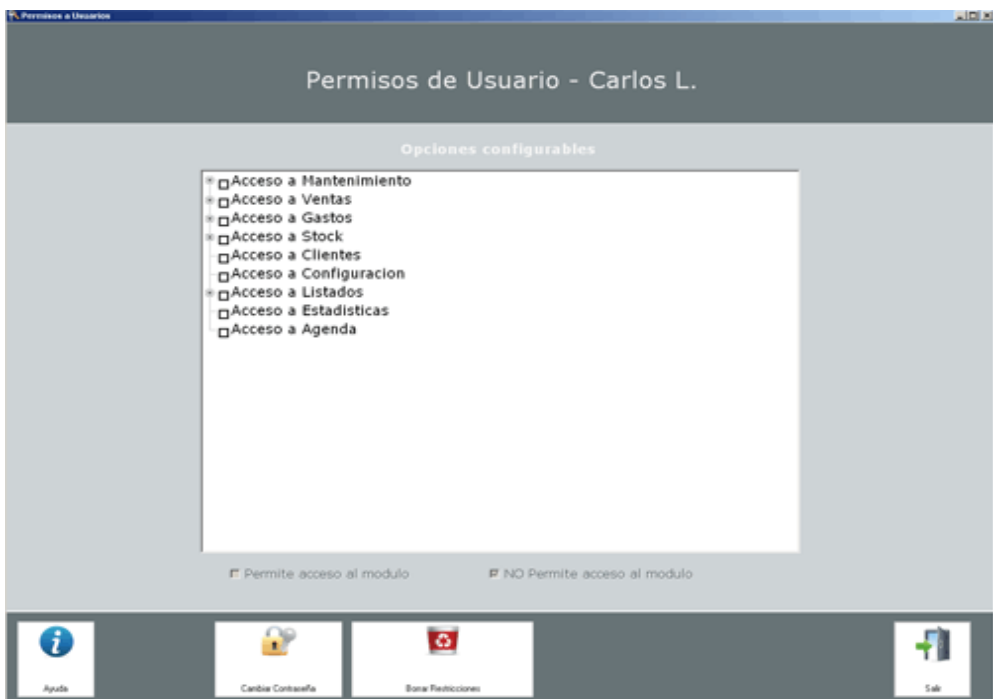 Permisos a Usuarios
Permisos de Usuario - Carlos L.
Opciones configurables
Acceso a Mantenimiento
Acceso a Ventas
Acceso a Gastos
Acceso a Stock
Acceso a Clientes
Acceso a Configuracion
Acceso a Listados
Acceso a Estadisticas
Acceso a Agenda
Permite acceso al modulo
NO Permite acceso al modulo
Ayuda
Cambiar Contraseña
Borrar Restricciones
Salir